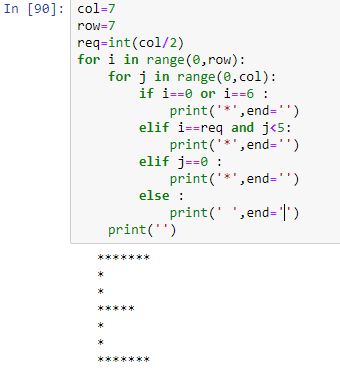 In [90]: col=7
row=7
req=int(col/2)
for i in range(0,row):
    for j in range(0,col):
        if i==0 or i==6 :
            print('*',end='')
        elif i==req and j<5:
            print('*',end='')
        elif j==0 :
            print('*',end='')
        else :
            print(' ',end='')
    print('')
*******
*
*
*****
*
*
*******